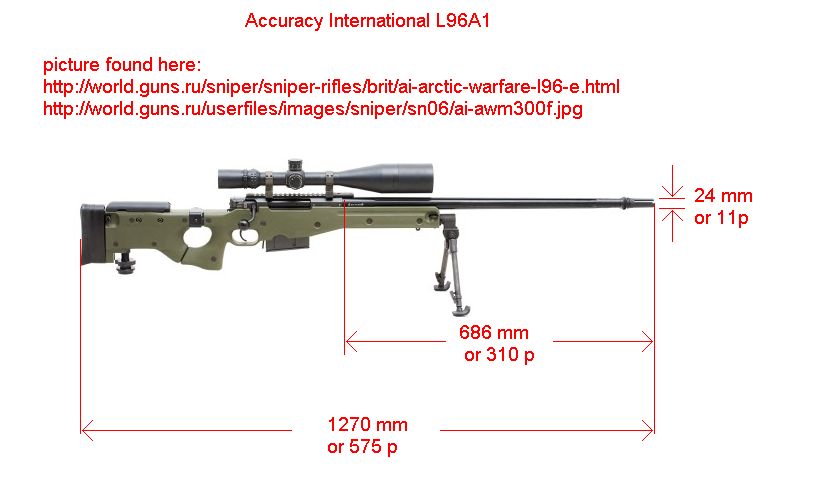 Accuracy International L96A1
picture found here:
http://world.guns.ru/sniper/sniper-rifles/brit/ai-arctic-warfare-l96-e.html
http://world.guns.ru/userfiles/images/sniper/sn06/ai-awm300f.jpg
24 mm
or 11p
686 mm
or 310 p
1270 mm
or 575 p